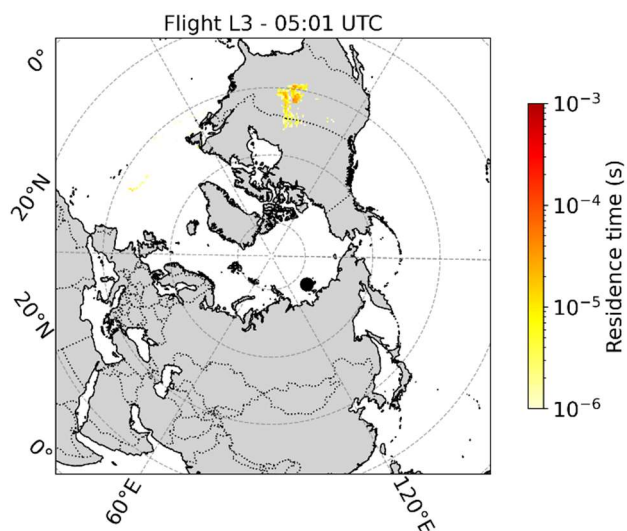 Flight L3 - 05:01 UTC
0°
20°N
20°N
0°
60°E
120°E
10⁻³
10⁻⁴
10⁻⁵
10⁻⁶
Residence time (s)